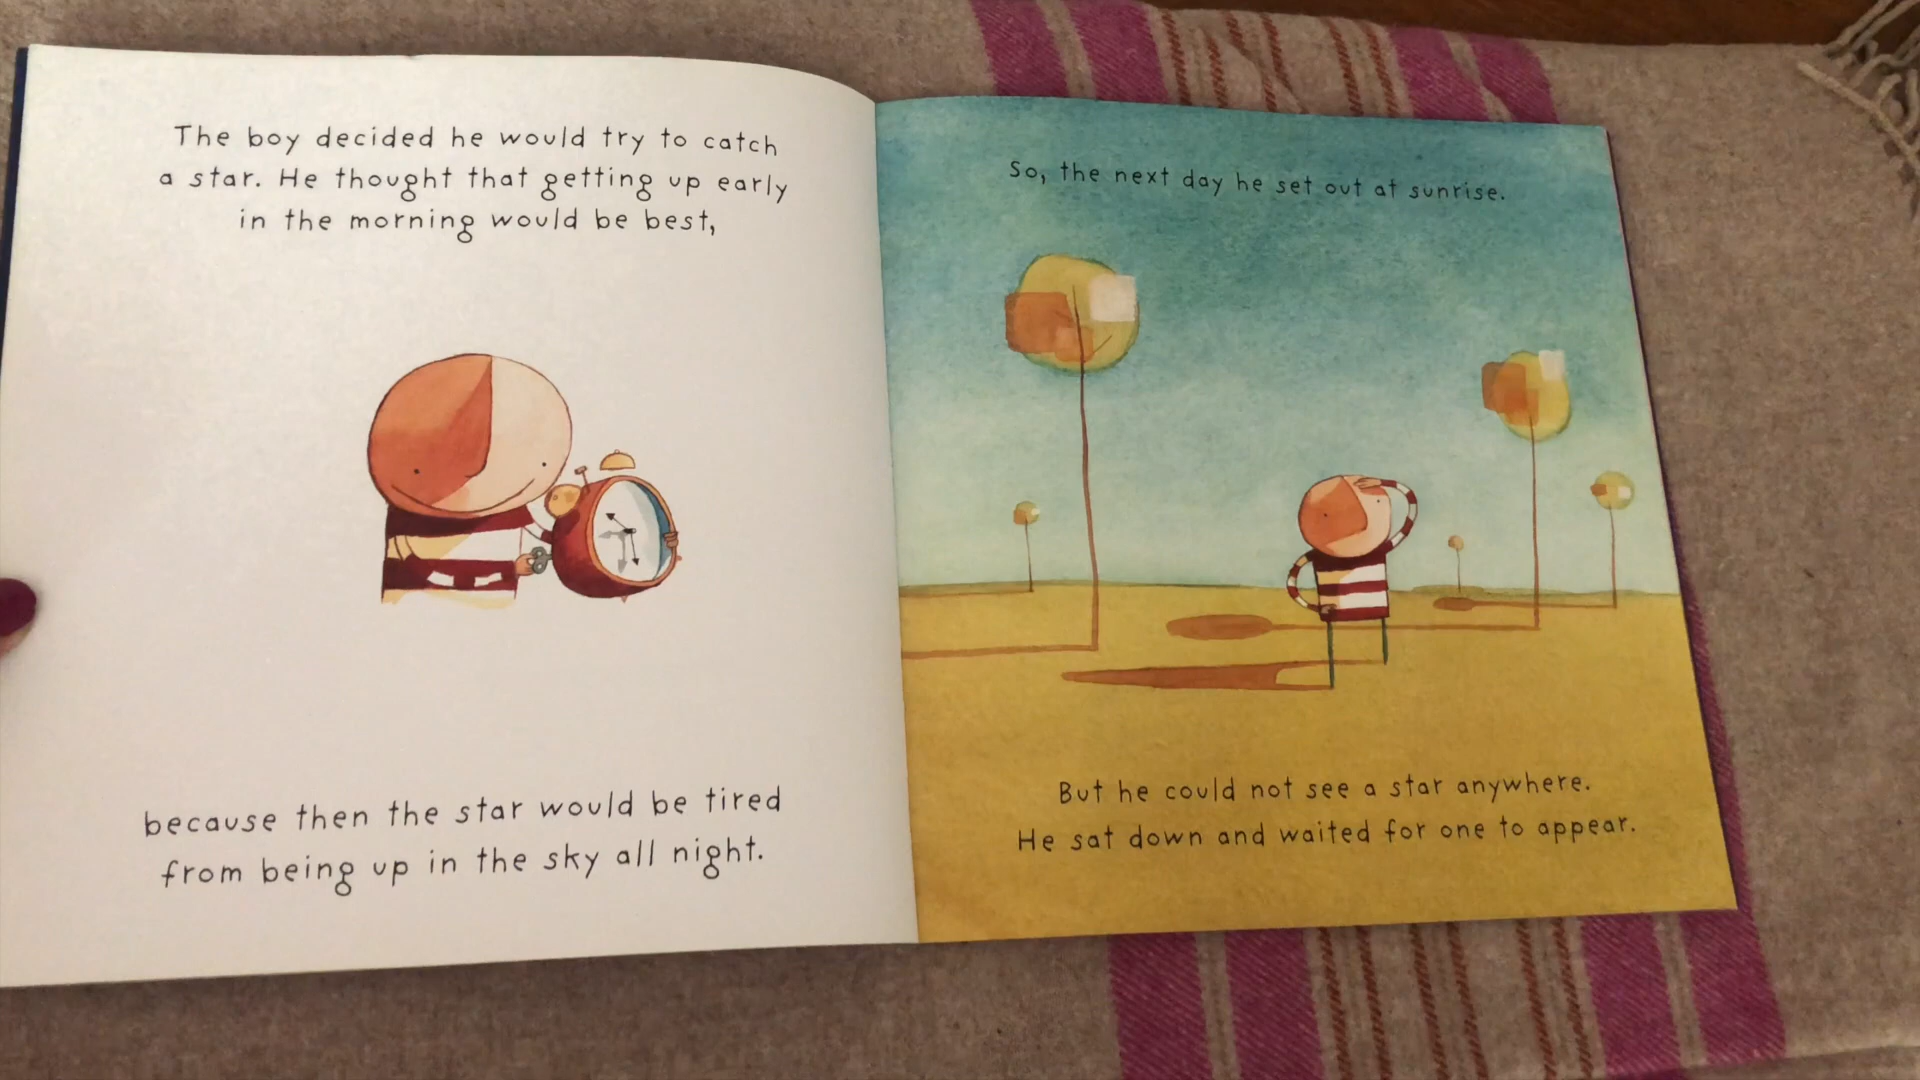 The boy decided he would try to catch
a star. He thought that getting up early
in the morning would be best,
because then the star would be tired
from being up in the sky all night.
So, the next day he set out at sunrise.
But he could not see a star anywhere.
He sat down and waited for one to appear.